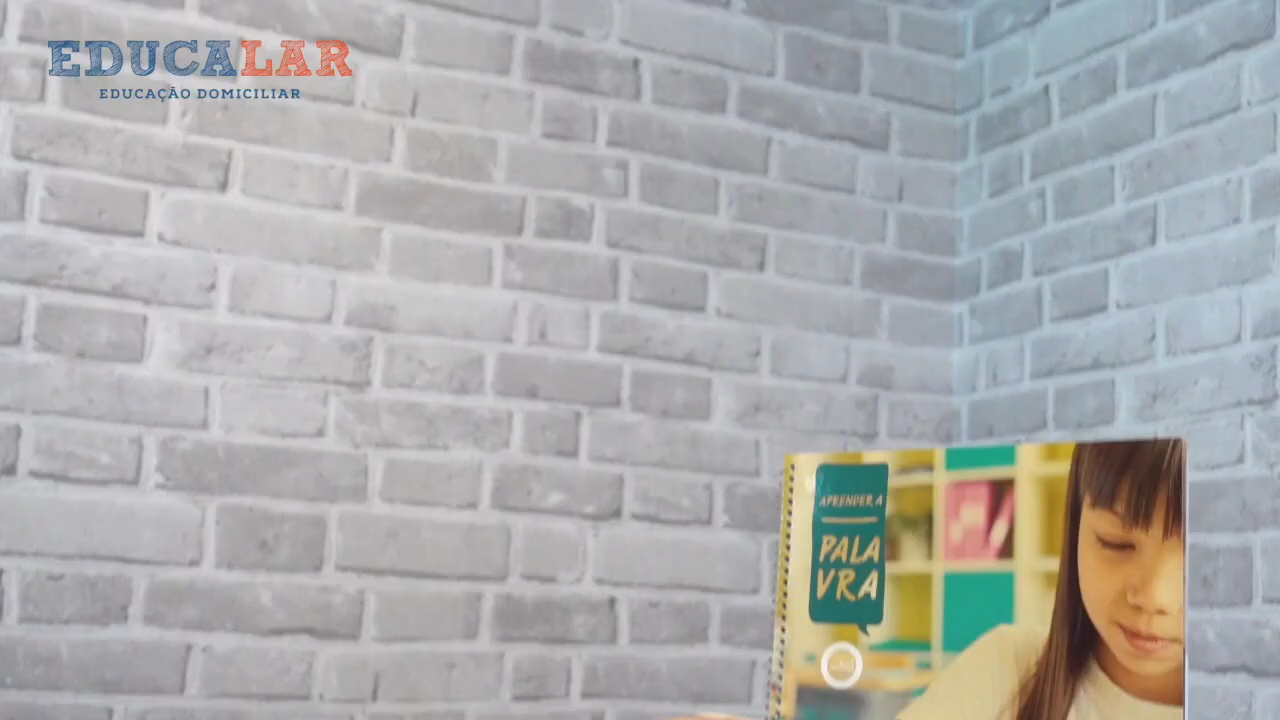 EDUCALAR
EDUCAÇÃO DOMICILIAR
APRENDER A
PALA
VRA